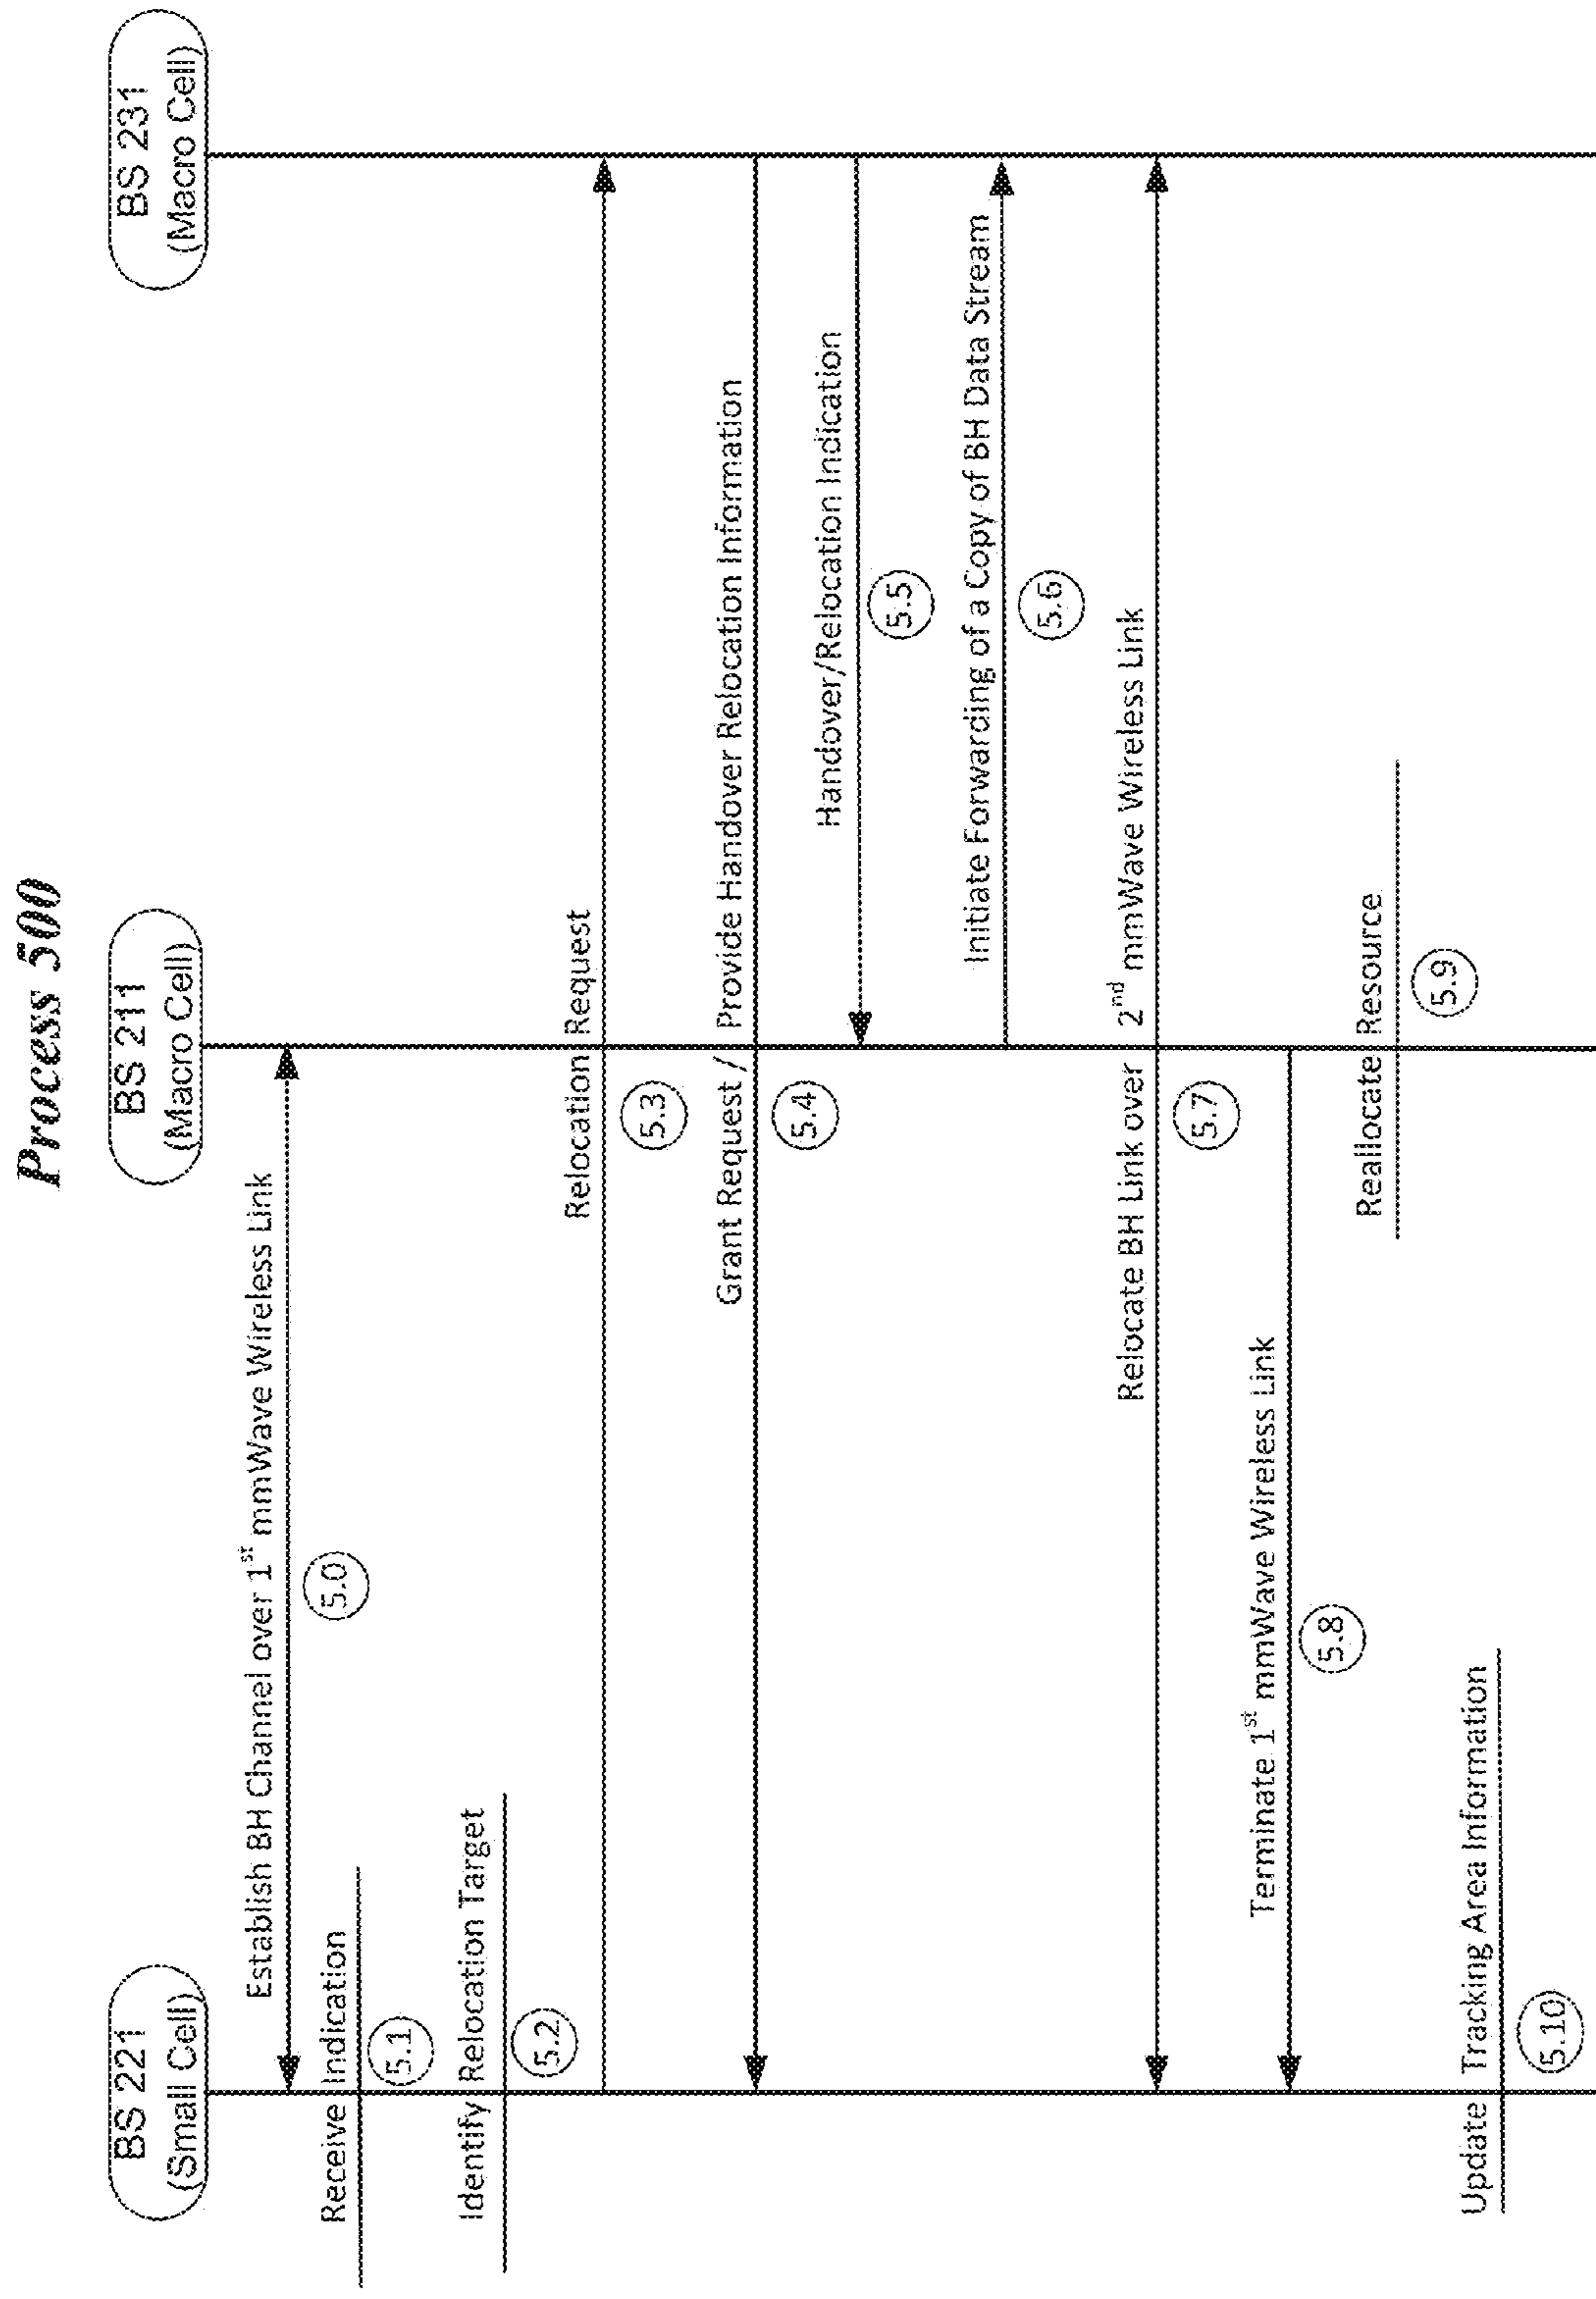 Process 500
BS 221
(Small Cell)
BS 211
(Macro Cell)
BS 231
(Macro Cell)
Establish BH Channel over 1st mmWave Wireless Link
5.0
Receive Indication
5.1
Identify Relocation Target
5.2
Relocation Request
5.3
Grant Request / Provide Handover Relocation Information
5.4
Handover/Relocation Indication
5.5
Initiate Forwarding of a Copy of BH Data Stream
5.6
Relocate BH Link over 2nd mmWave Wireless Link
5.7
Terminate 1st mmWave Wireless Link
5.8
Reallocate Resource
5.9
Update Tracking Area Information
5.10